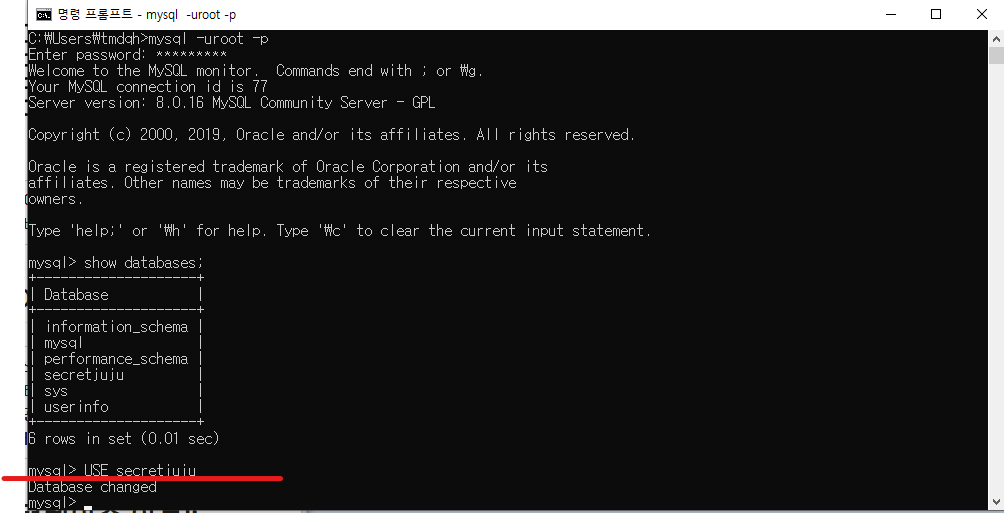 명령 프롬프트 - mysql -uroot -p
C:₩Users₩tmdqh>mysql -uroot -p
Enter password: *********
Welcome to the MySQL monitor.  Commands end with ; or ₩g.
Your MySQL connection id is 77
Server version: 8.0.16 MySQL Community Server - GPL
Copyright (c) 2000, 2019, Oracle and/or its affiliates. All rights reserved.
Oracle is a registered trademark of Oracle Corporation and/or its
affiliates. Other names may be trademarks of their respective
owners.
Type 'help;' or '₩h' for help. Type '₩c' to clear the current input statement.
mysql> show databases;
+--------------------+
| Database           |
+--------------------+
| information_schema |
| mysql              |
| performance_schema |
| secretjuju         |
| sys                |
| userinfo           |
+--------------------+
6 rows in set (0.01 sec)
mysql> USE secretjuju
Database changed
mysql>